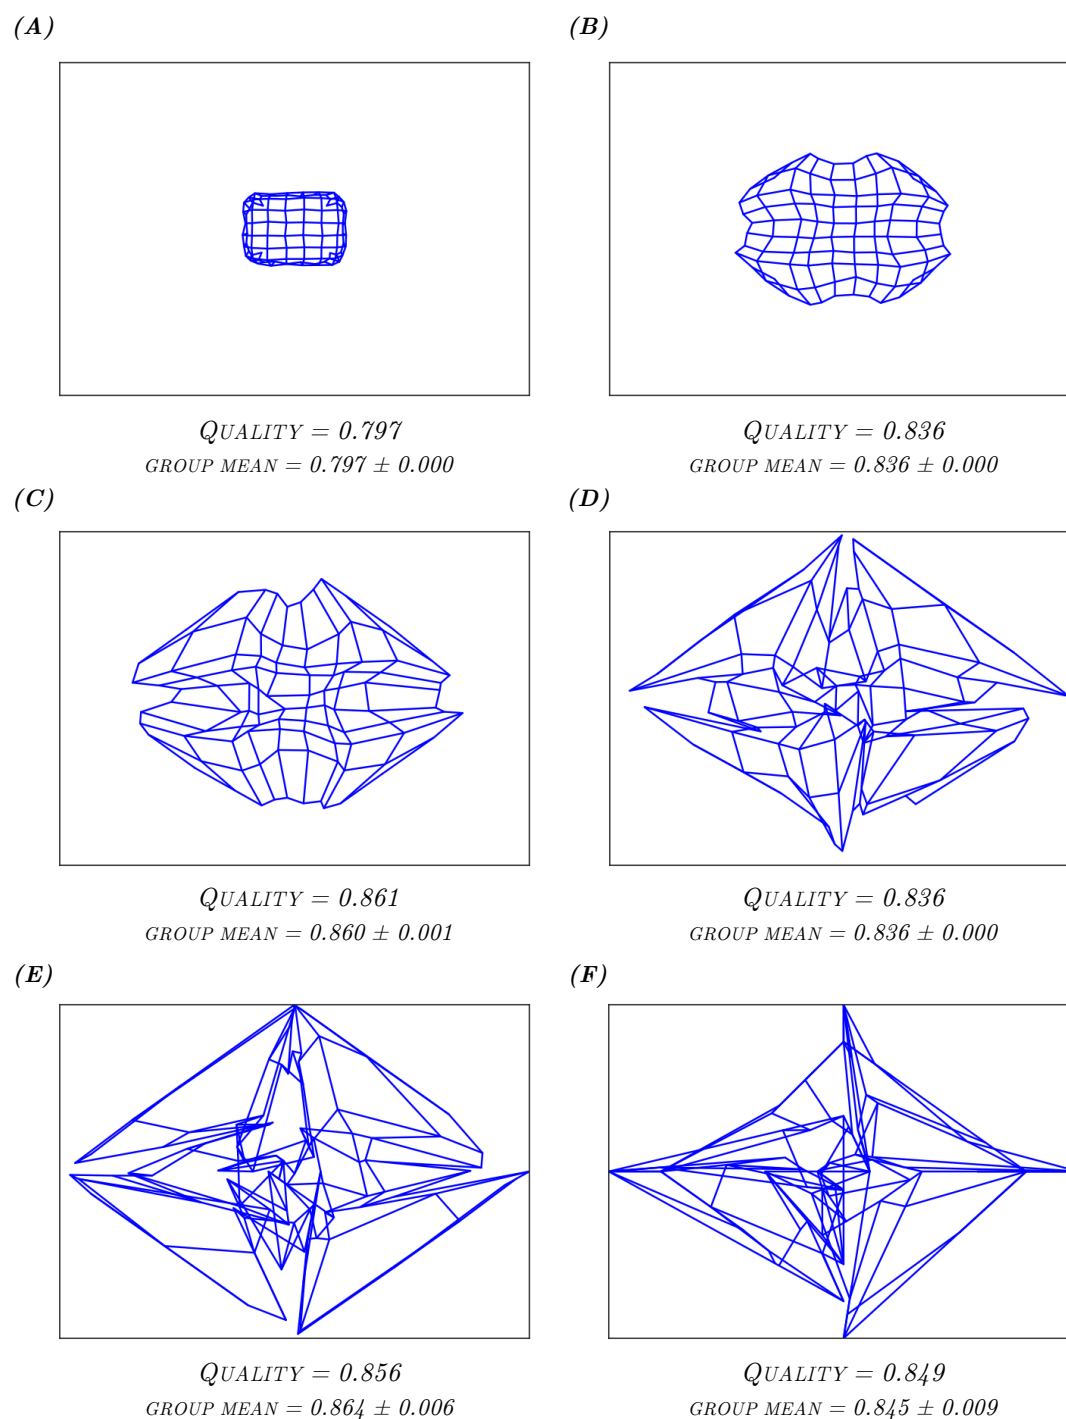 (A) (B)
QUALITY = 0.797 QUALITY = 0.836
GROUP MEAN = 0.797 ± 0.000 GROUP MEAN = 0.836 ± 0.000
(C) (D)
QUALITY = 0.861 QUALITY = 0.836
GROUP MEAN = 0.860 ± 0.001 GROUP MEAN = 0.836 ± 0.000
(E) (F)
QUALITY = 0.856 QUALITY = 0.849
GROUP MEAN = 0.864 ± 0.006 GROUP MEAN = 0.845 ± 0.009